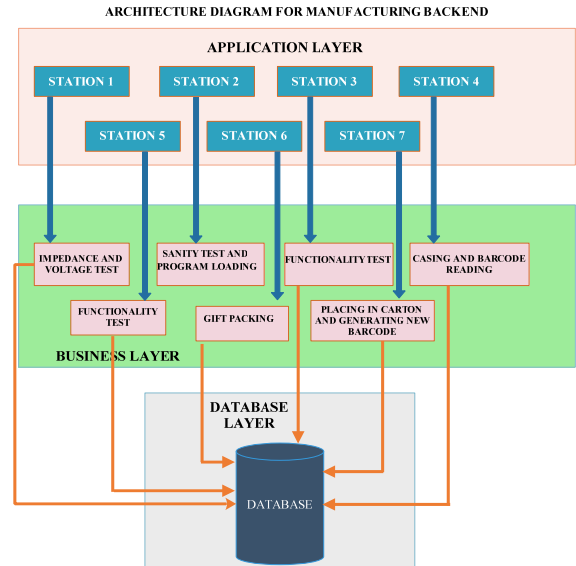 ARCHITECTURE DIAGRAM FOR MANUFACTURING BACKEND
APPLICATION LAYER
STATION 1
STATION 2
STATION 3
STATION 4
STATION 5
STATION 6
STATION 7
IMPEDANCE AND
VOLTAGE TEST
SANITY TEST AND
PROGRAM LOADING
FUNCTIONALITY TEST
CASING AND BARCODE
READING
FUNCTIONALITY
TEST
GIFT PACKING
PLACING IN CARTON
AND GENERATING NEW
BARCODE
BUSINESS LAYER
DATABASE
LAYER
DATABASE